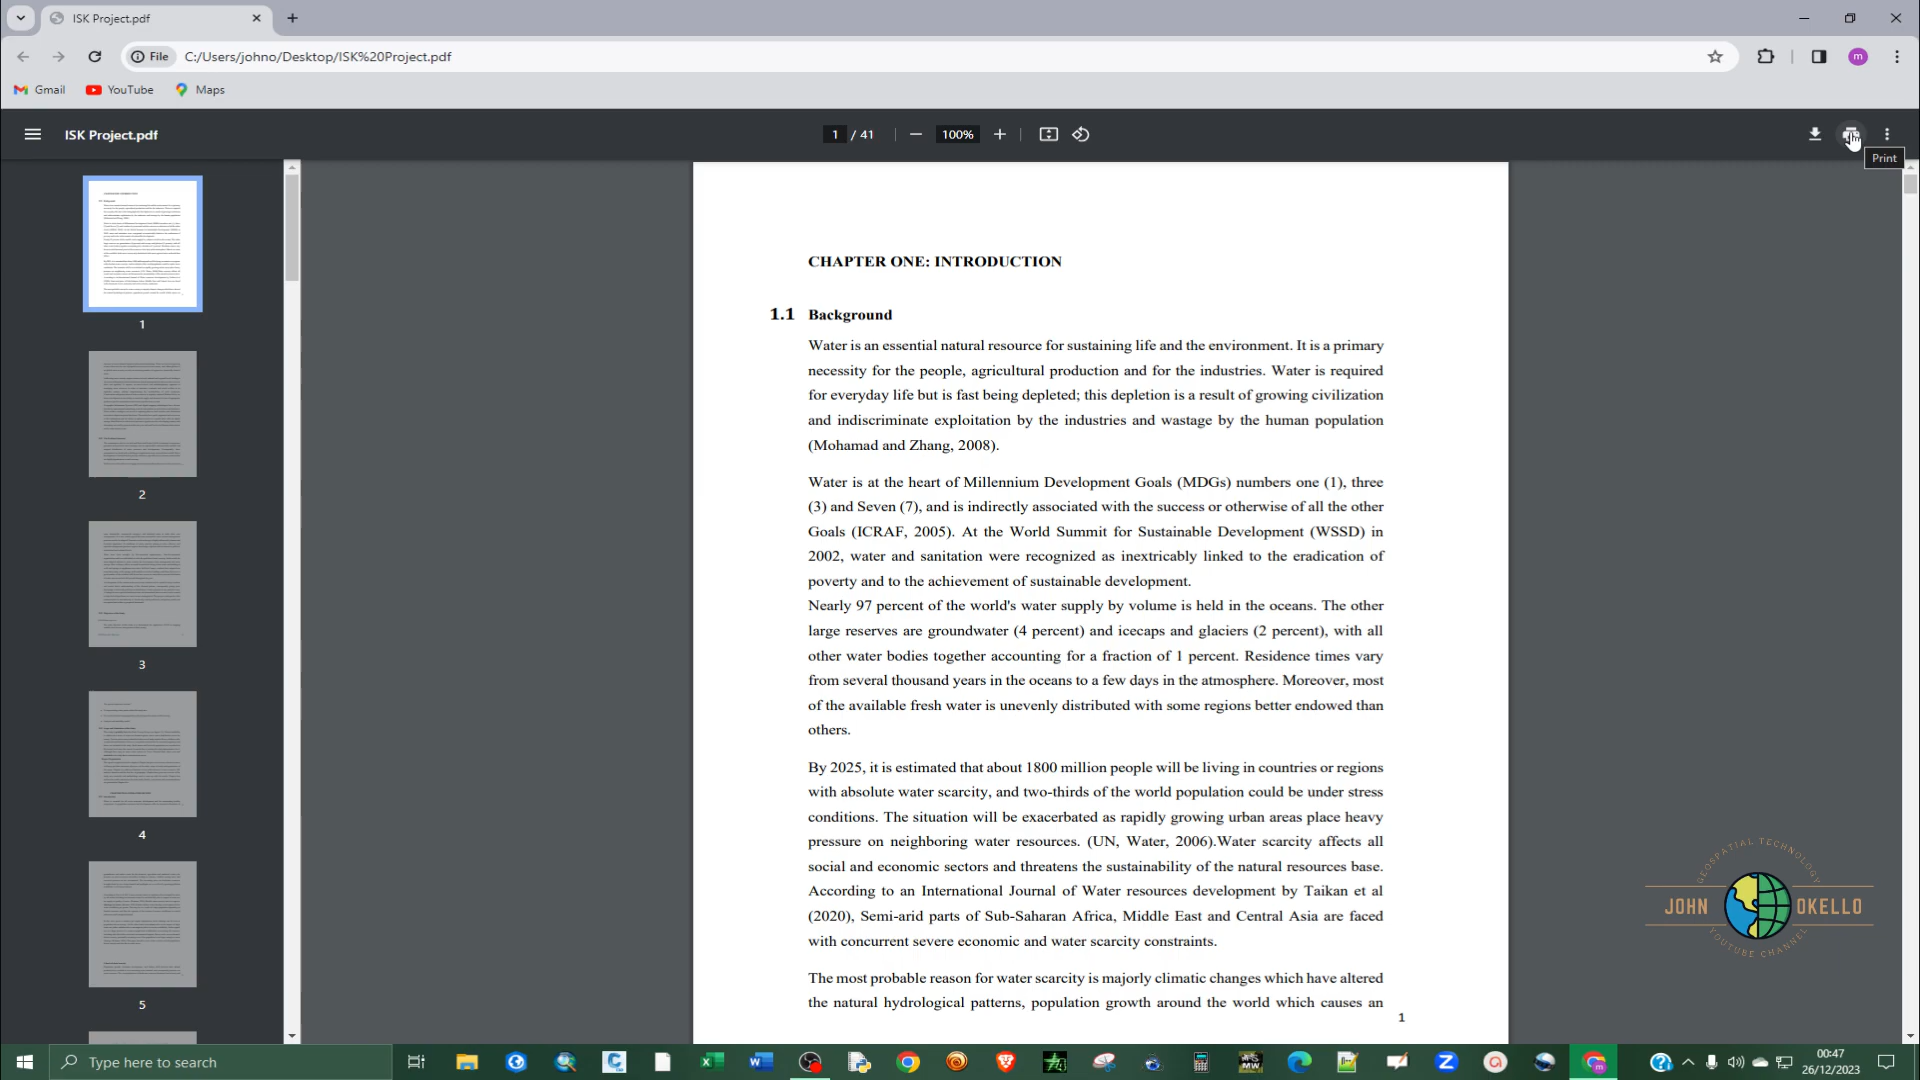 ISK Project.pdf
File
C:/Users/johno/Desktop/ISK%20Project.pdf
m
Gmail
YouTube
Maps
ISK Project.pdf
1 / 41
100%
Print
1
2
3
4
5
CHAPTER ONE: INTRODUCTION
1.1 Background
Water is an essential natural resource for sustaining life and the environment. It is a primary
necessity for the people, agricultural production and for the industries. Water is required
for everyday life but is fast being depleted; this depletion is a result of growing civilization
and indiscriminate exploitation by the industries and wastage by the human population
(Mohamad and Zhang, 2008).
Water is at the heart of Millennium Development Goals (MDGs) numbers one (1), three
(3) and Seven (7), and is indirectly associated with the success or otherwise of all the other
Goals (ICRAF, 2005). At the World Summit for Sustainable Development (WSSD) in
2002, water and sanitation were recognized as inextricably linked to the eradication of
poverty and to the achievement of sustainable development.
Nearly 97 percent of the world's water supply by volume is held in the oceans. The other
large reserves are groundwater (4 percent) and icecaps and glaciers (2 percent), with all
other water bodies together accounting for a fraction of 1 percent. Residence times vary
from several thousand years in the oceans to a few days in the atmosphere. Moreover, most
of the available fresh water is unevenly distributed with some regions better endowed than
others.
By 2025, it is estimated that about 1800 million people will be living in countries or regions
with absolute water scarcity, and two-thirds of the world population could be under stress
conditions. The situation will be exacerbated as rapidly growing urban areas place heavy
pressure on neighboring water resources. (UN, Water, 2006).Water scarcity affects all
social and economic sectors and threatens the sustainability of the natural resources base.
According to an International Journal of Water resources development by Taikan et al
(2020), Semi-arid parts of Sub-Saharan Africa, Middle East and Central Asia are faced
with concurrent severe economic and water scarcity constraints.
The most probable reason for water scarcity is majorly climatic changes which have altered
the natural hydrological patterns, population growth around the world which causes an
1
GEOSPATIAL TECHNOLOGY
JOHN OKELLO
YOUTUBE CHANNEL
Type here to search
00:47
26/12/2023